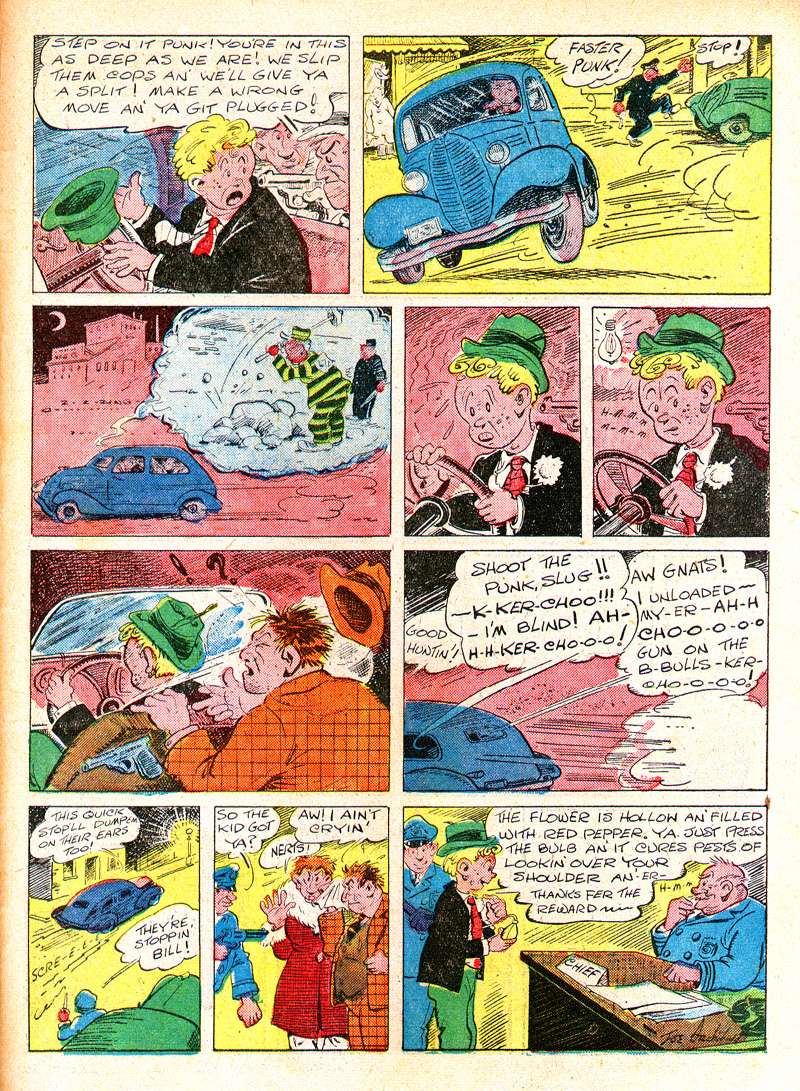 STEP ON IT PUNK! YOU'RE IN THIS
AS DEEP AS WE ARE! WE SLIP
THEM COPS AN' WE'LL GIVE YA
A SPLIT! MAKE A WRONG
MOVE AN' YA GIT PLUGGED!
FASTER
PUNK!
STOP!
Z-Z-ZING
H-M-M-M
M-M-M-M
! ?
GOOD
HUNTIN'!
SHOOT THE
PUNK, SLUG!!
-K-KER-CHOO!!!
- I'M BLIND! AH-
H-H-KER-CHO-O-O!
AW GNATS!
I UNLOADED~
MY-ER-AH-H
CHO-O-O-O-O
GUN ON THE
B-BULLS-KER-
CHO-O-O-O!
THIS QUICK
STOP'LL DUMP'EM
ON THEIR EARS
TOO!
SCRE-E-
THEY'RE
STOPPIN
BILL!
SO THE
KID GOT
YA?
NERTS!
AW! I AIN'T
CRYIN'!
THE FLOWER IS HOLLOW AN' FILLED
WITH RED PEPPER. YA JUST PRESS
THE BULB AN' IT CURES PESTS OF
LOOKIN' OVER YOUR
SHOULDER AN'-ER-
THANKS FER THE
REWARD~~
H-M-M
CHIEF